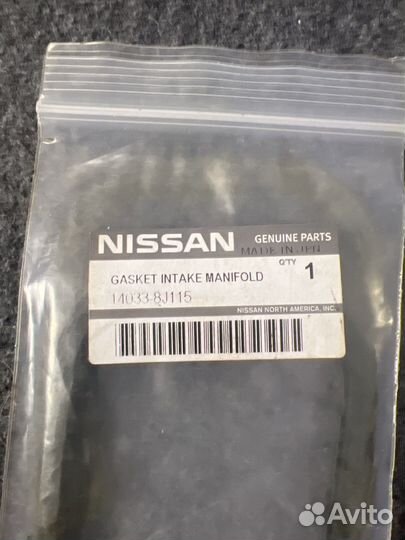 NISSAN GENUINE PARTS
MADE IN JPN
GASKET INTAKE MANIFOLD Q'TY 1
14033-8J115
NISSAN NORTH AMERICA, INC.
Avito